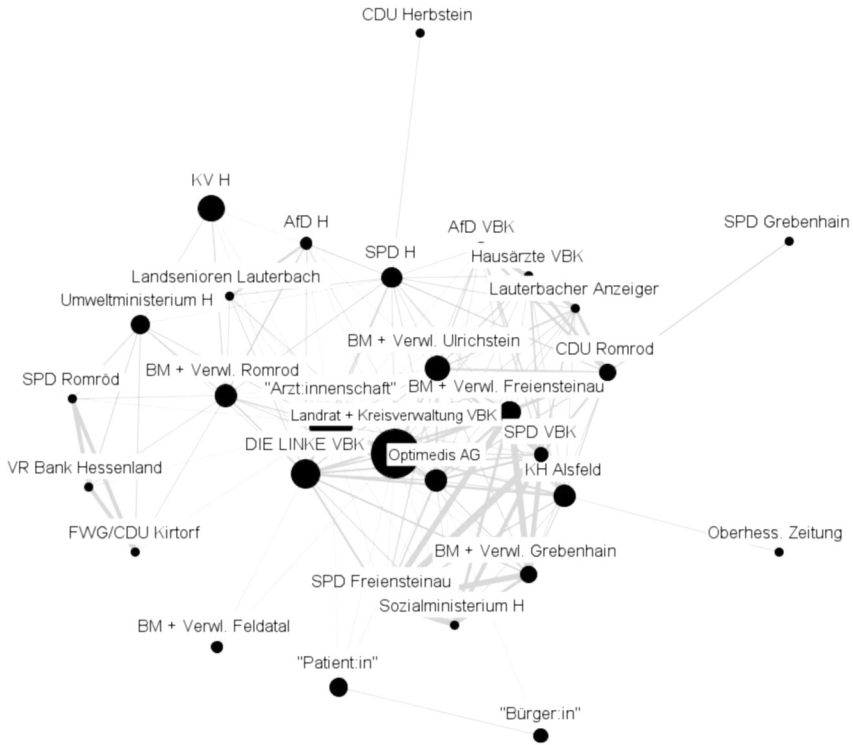 CDU Herbstein
KV H
AfD H
SPD Grebenhain
AfD VBK
SPD H
Hausärzte VBK
Landsenioren Lauterbach
Lauterbacher Anzeiger
Umweltministerium H
BM + Verwl. Ulrichstein
CDU Romrod
BM + Verwl. Romrod
SPD Romrod
"Arzt:innenschaft"
BM + Verwl. Freiensteinau
Landrat + Kreisverwaltung VBK
SPD VBK
DIE LINKE VBK
Optimedis AG
VR Bank Hessenland
KH Alsfeld
FWG/CDU Kirtorf
Oberhess. Zeitung
BM + Verwl. Grebenhain
SPD Freiensteinau
Sozialministerium H
BM + Verwl. Feldatal
"Patient:in"
"Bürger:in"